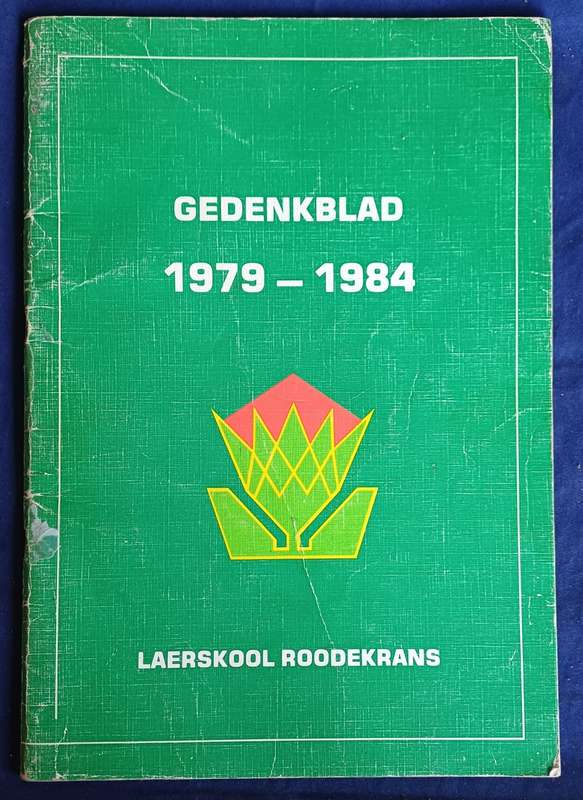 GEDENKBLAD
1979 – 1984
LAERSKOOL ROODEKRANS